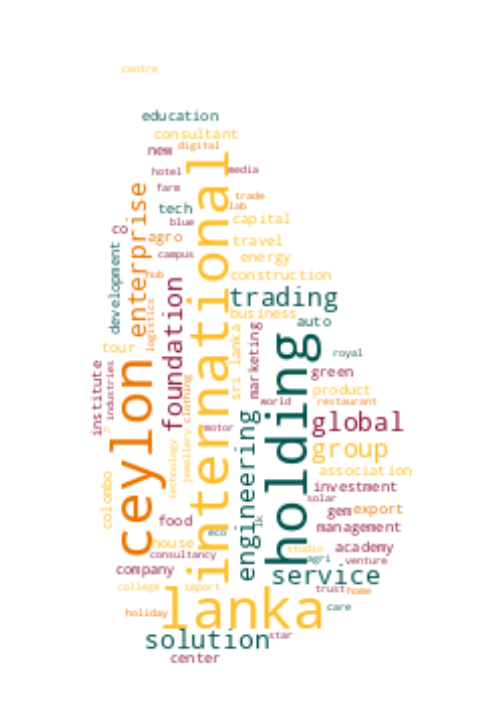 centre
education
consultant
new
digital
hotel
media
farm
trade
tech
lab
blue
capital
co
agro
travel
campus
energy
enterprise
development
hub
construction
international
trading
foundation
logistics
business
auto
sri lanka
marketing
tour
royal
green
institute
industries
ceylon
holding
product
clothing
world
restaurant
global
motor
group
jewellery
technology
association
colombo
engineering
investment
solar
gem
export
food
lk
management
eco
house
studio
academy
consultancy
agri
venture
company
service
college
import
trust
home
lanka
holiday
care
solution
star
center